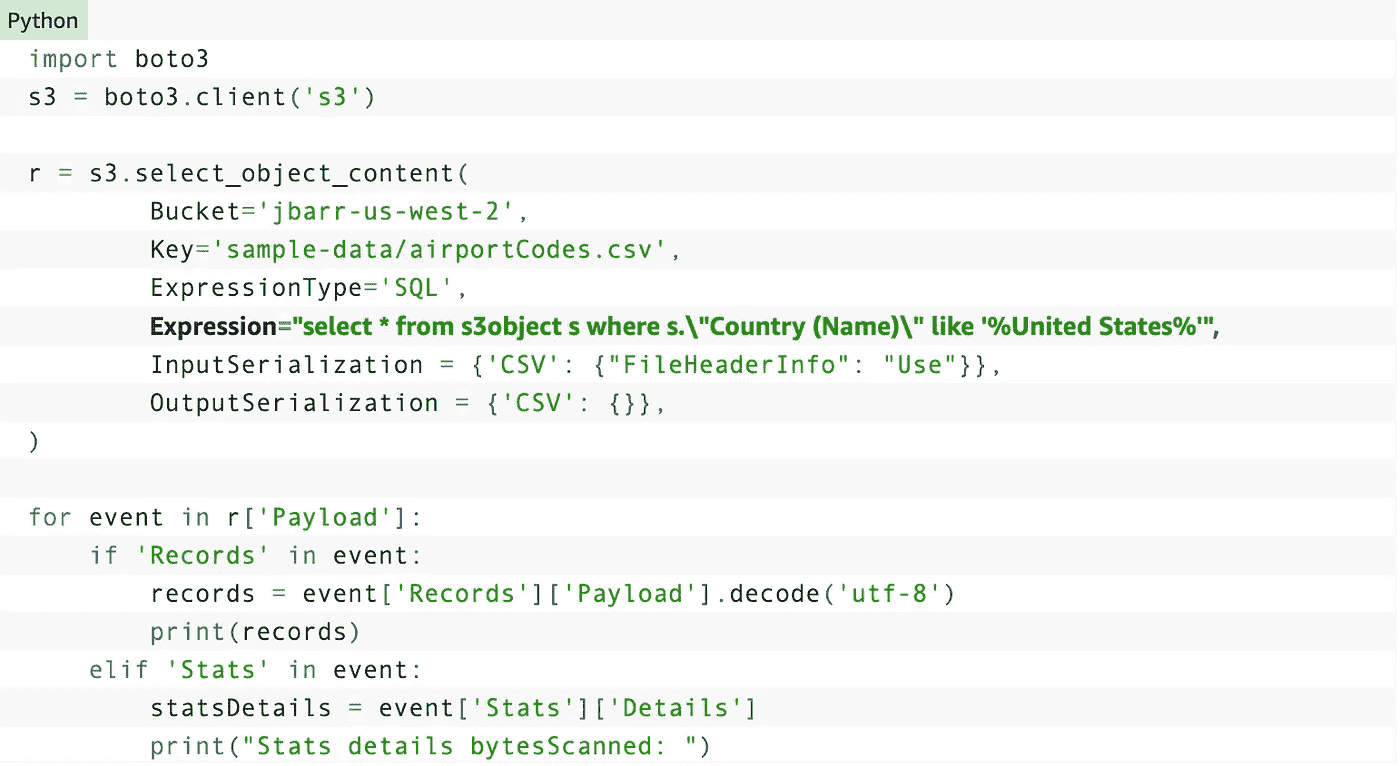 Python
import boto3
s3 = boto3.client('s3')
r = s3.select_object_content(
        Bucket='jbarr-us-west-2',
        Key='sample-data/airportCodes.csv',
        ExpressionType='SQL',
        Expression="select * from s3object s where s.\"Country (Name)\" like '%United States%'",
        InputSerialization = {'CSV': {"FileHeaderInfo": "Use"}},
        OutputSerialization = {'CSV': {}},
)
for event in r['Payload']:
    if 'Records' in event:
        records = event['Records']['Payload'].decode('utf-8')
        print(records)
    elif 'Stats' in event:
        statsDetails = event['Stats']['Details']
        print("Stats details bytesScanned: ")